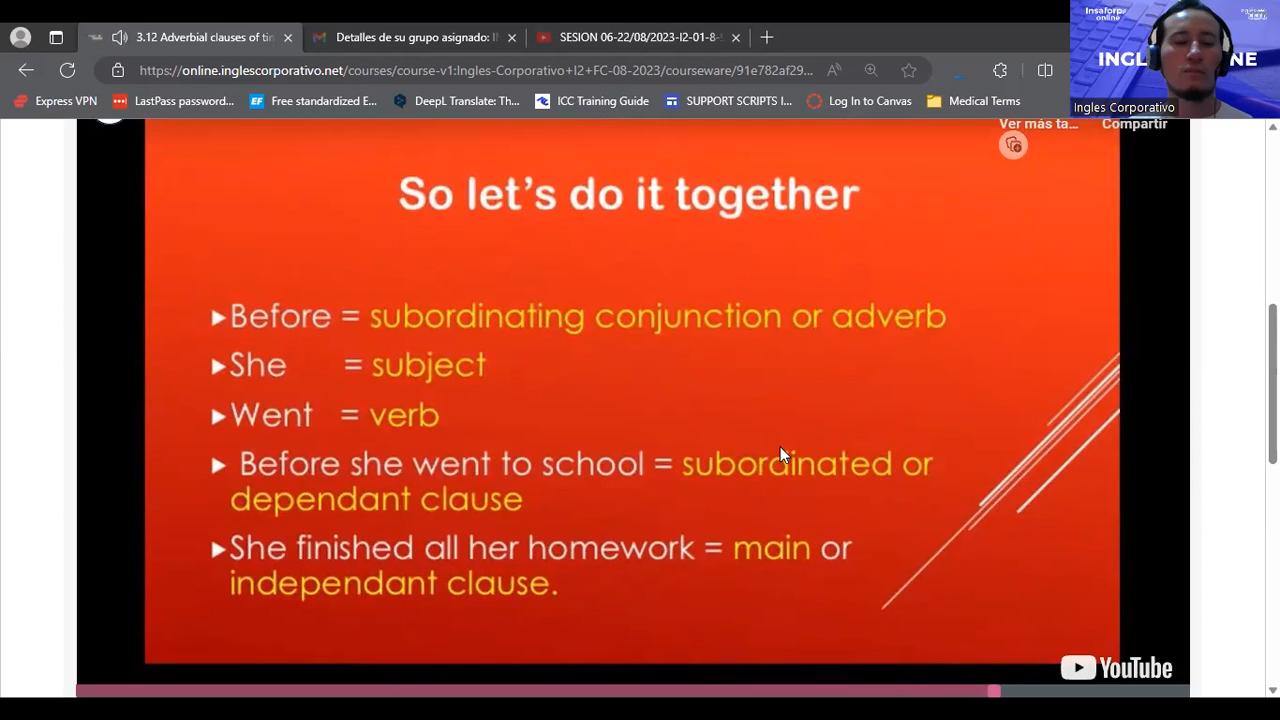 3.12 Adverbial clauses of tin
Detalles de su grupo asignado: II
SESION 06-22/08/2023-I2-01-8-S
Insaforp
online
INGL
NE
Ingles Corporativo
https://online.inglescorporativo.net/courses/course-v1:Ingles-Corporativo+I2+FC-08-2023/courseware/91e782af29...
Express VPN
LastPass password...
Free standardized E...
DeepL Translate: Th...
ICC Training Guide
SUPPORT SCRIPTS I...
Log In to Canvas
Medical Terms
Ver más ta...
Compartir
So let's do it together
Before = subordinating conjunction or adverb
She = subject
Went = verb
Before she went to school = subordinated or
dependant clause
She finished all her homework = main or
independant clause.
YouTube